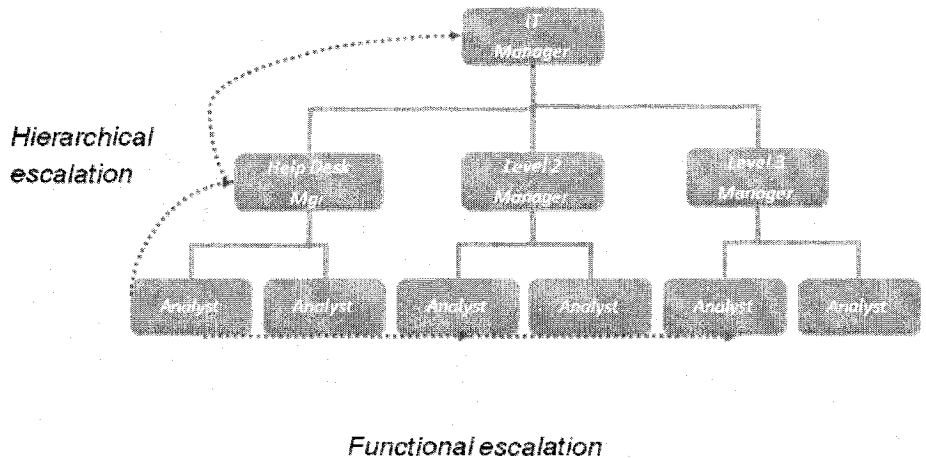 IT
Manager
Hierarchical
escalation
Help Desk
Mgr
Level 2
Manager
Level 3
Manager
Analyst
Analyst
Analyst
Analyst
Analyst
Analyst
Functional escalation